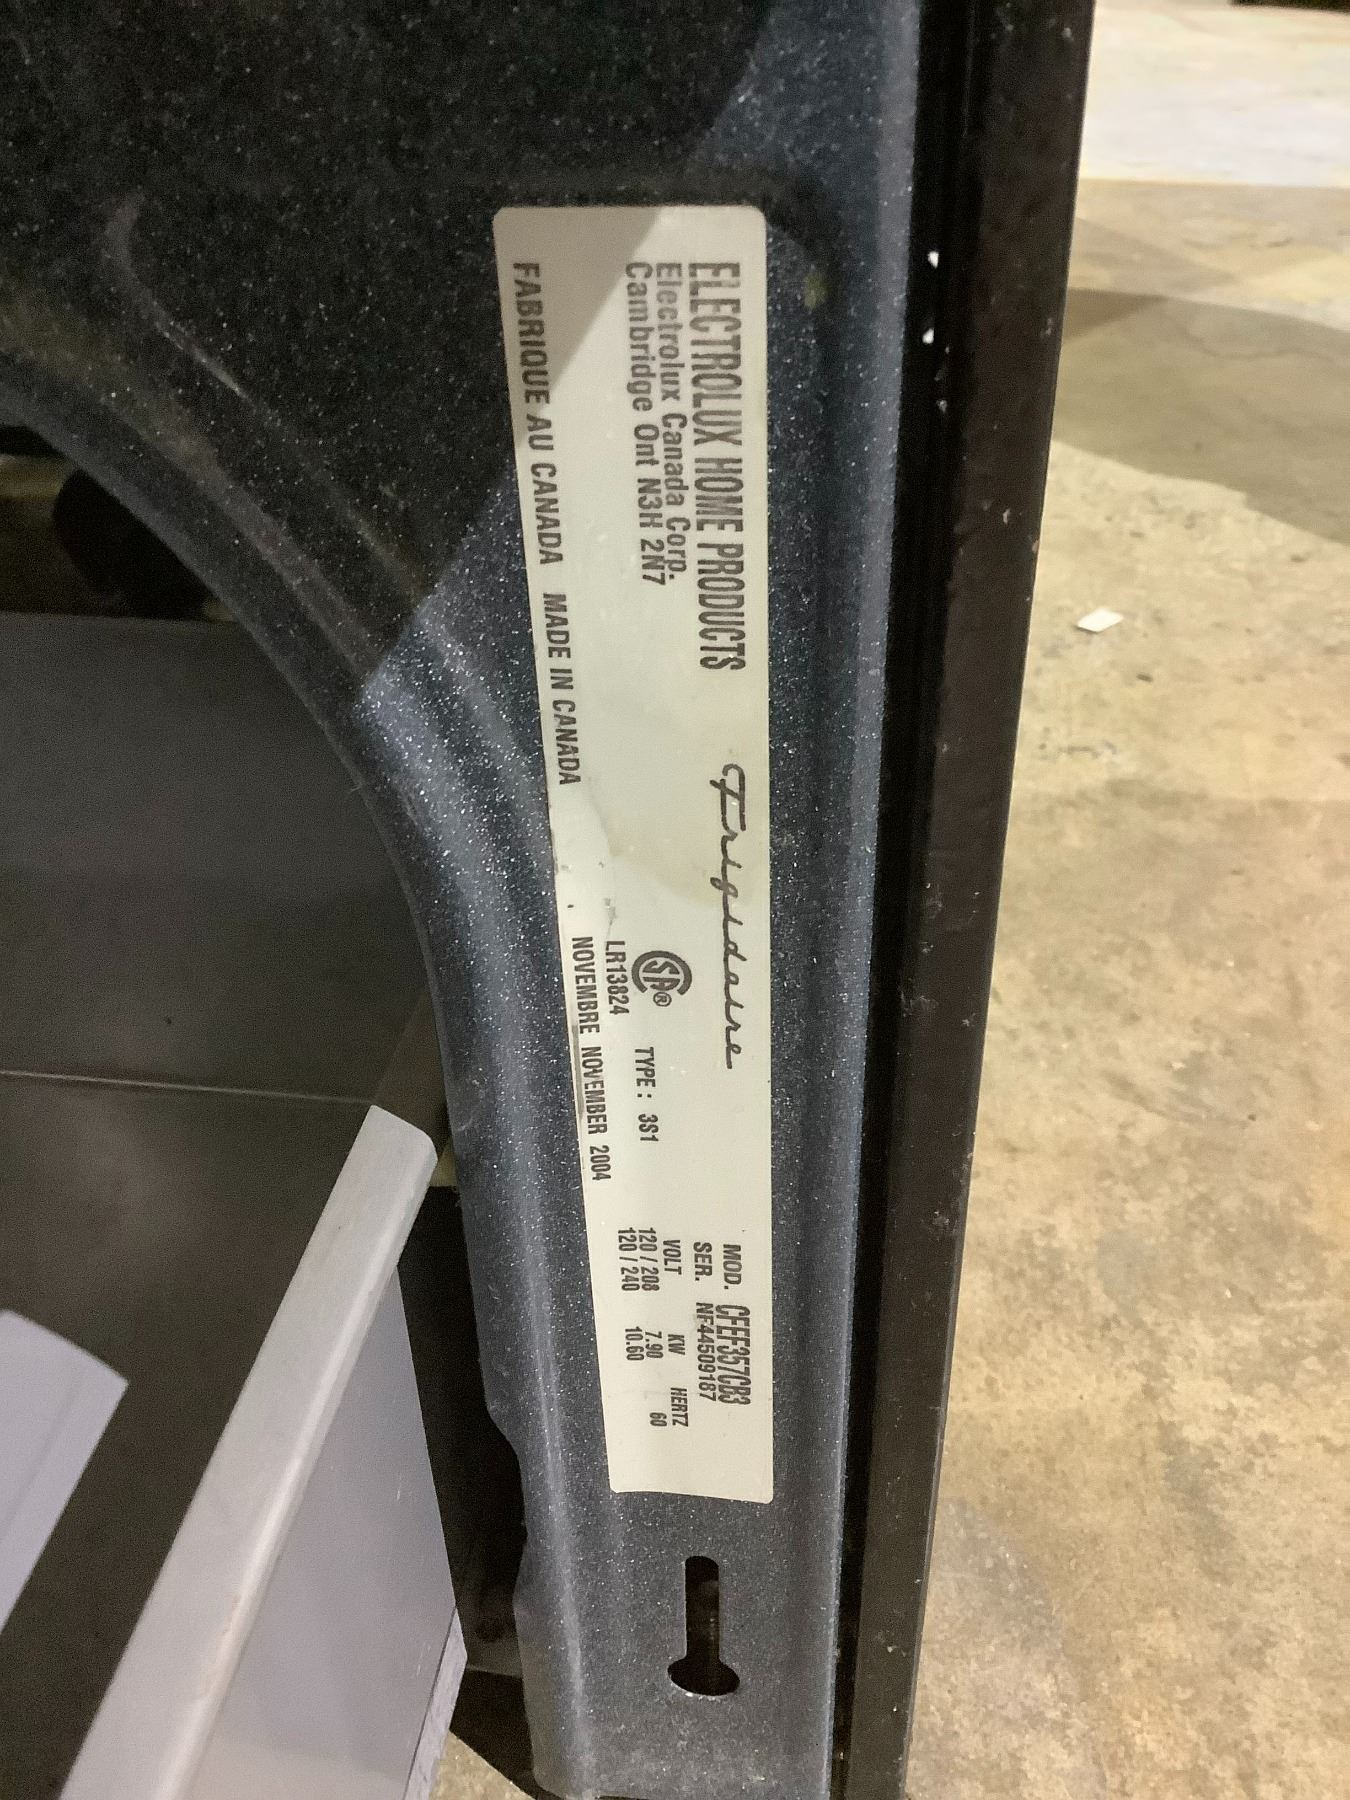 ELECTROLUX HOME PRODUCTS
Electrolux Canada Corp.
Cambridge Ont N3H 2N7
FABRIQUE AU CANADA MADE IN CANADA
Frigidaire
SA®
LR13824 TYPE : 3S1
NOVEMBRE NOVEMBER 2004
MOD. CFEF357CB3
SER. NF44509187
VOLT KW HERTZ
120 / 208 7.90 60
120 / 240 10.60